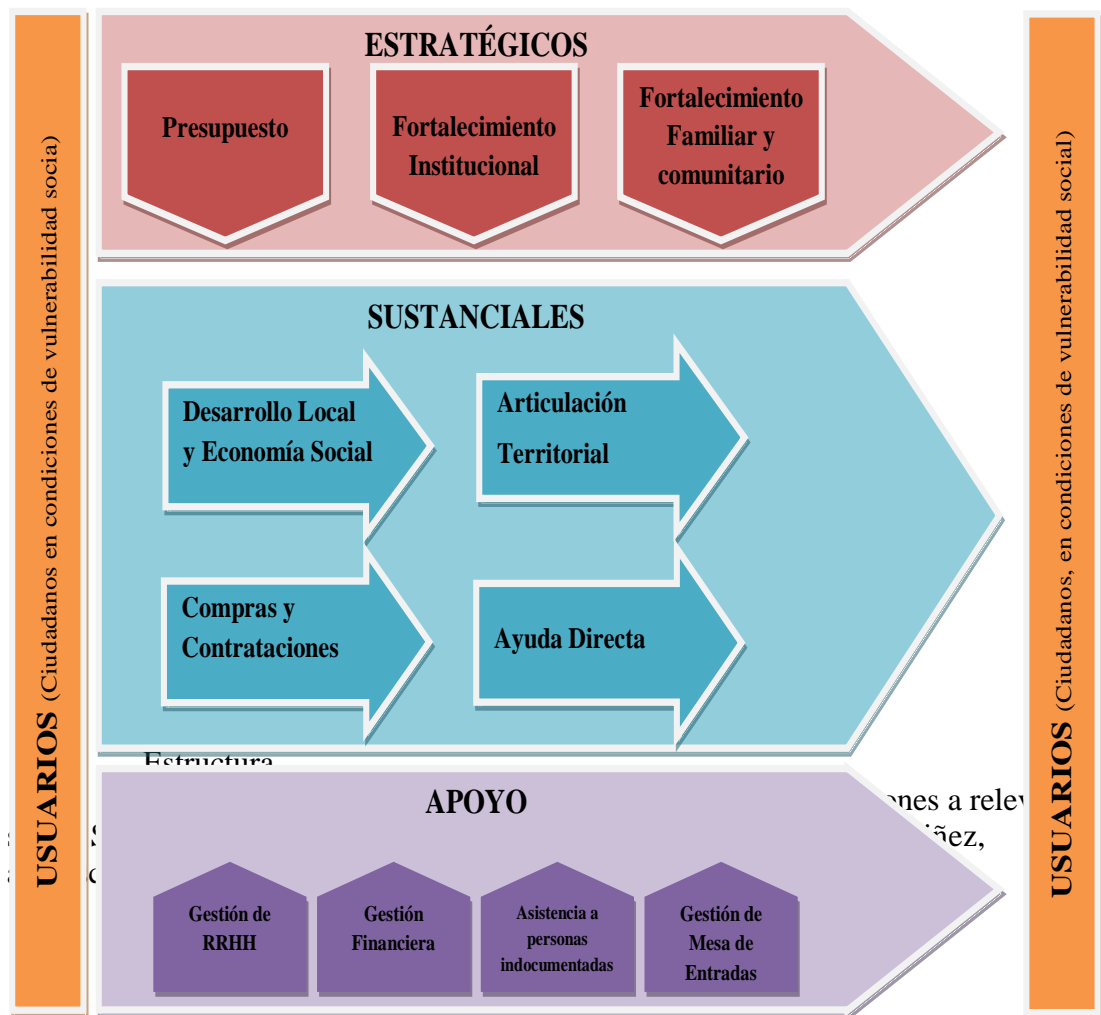 USUARIOS (Ciudadanos en condiciones de vulnerabilidad socia)
ESTRATÉGICOS
Presupuesto
Fortalecimiento
Institucional
Fortalecimiento
Familiar y
comunitario
SUSTANCIALES
Desarrollo Local
y Economía Social
Articulación
Territorial
Compras y
Contrataciones
Ayuda Directa
Estructura
APOYO
Gestión de
RRHH
Gestión
Financiera
Asistencia a
personas
indocumentadas
Gestión de
Mesa de
Entradas
USUARIOS (Ciudadanos, en condiciones de vulnerabilidad social)